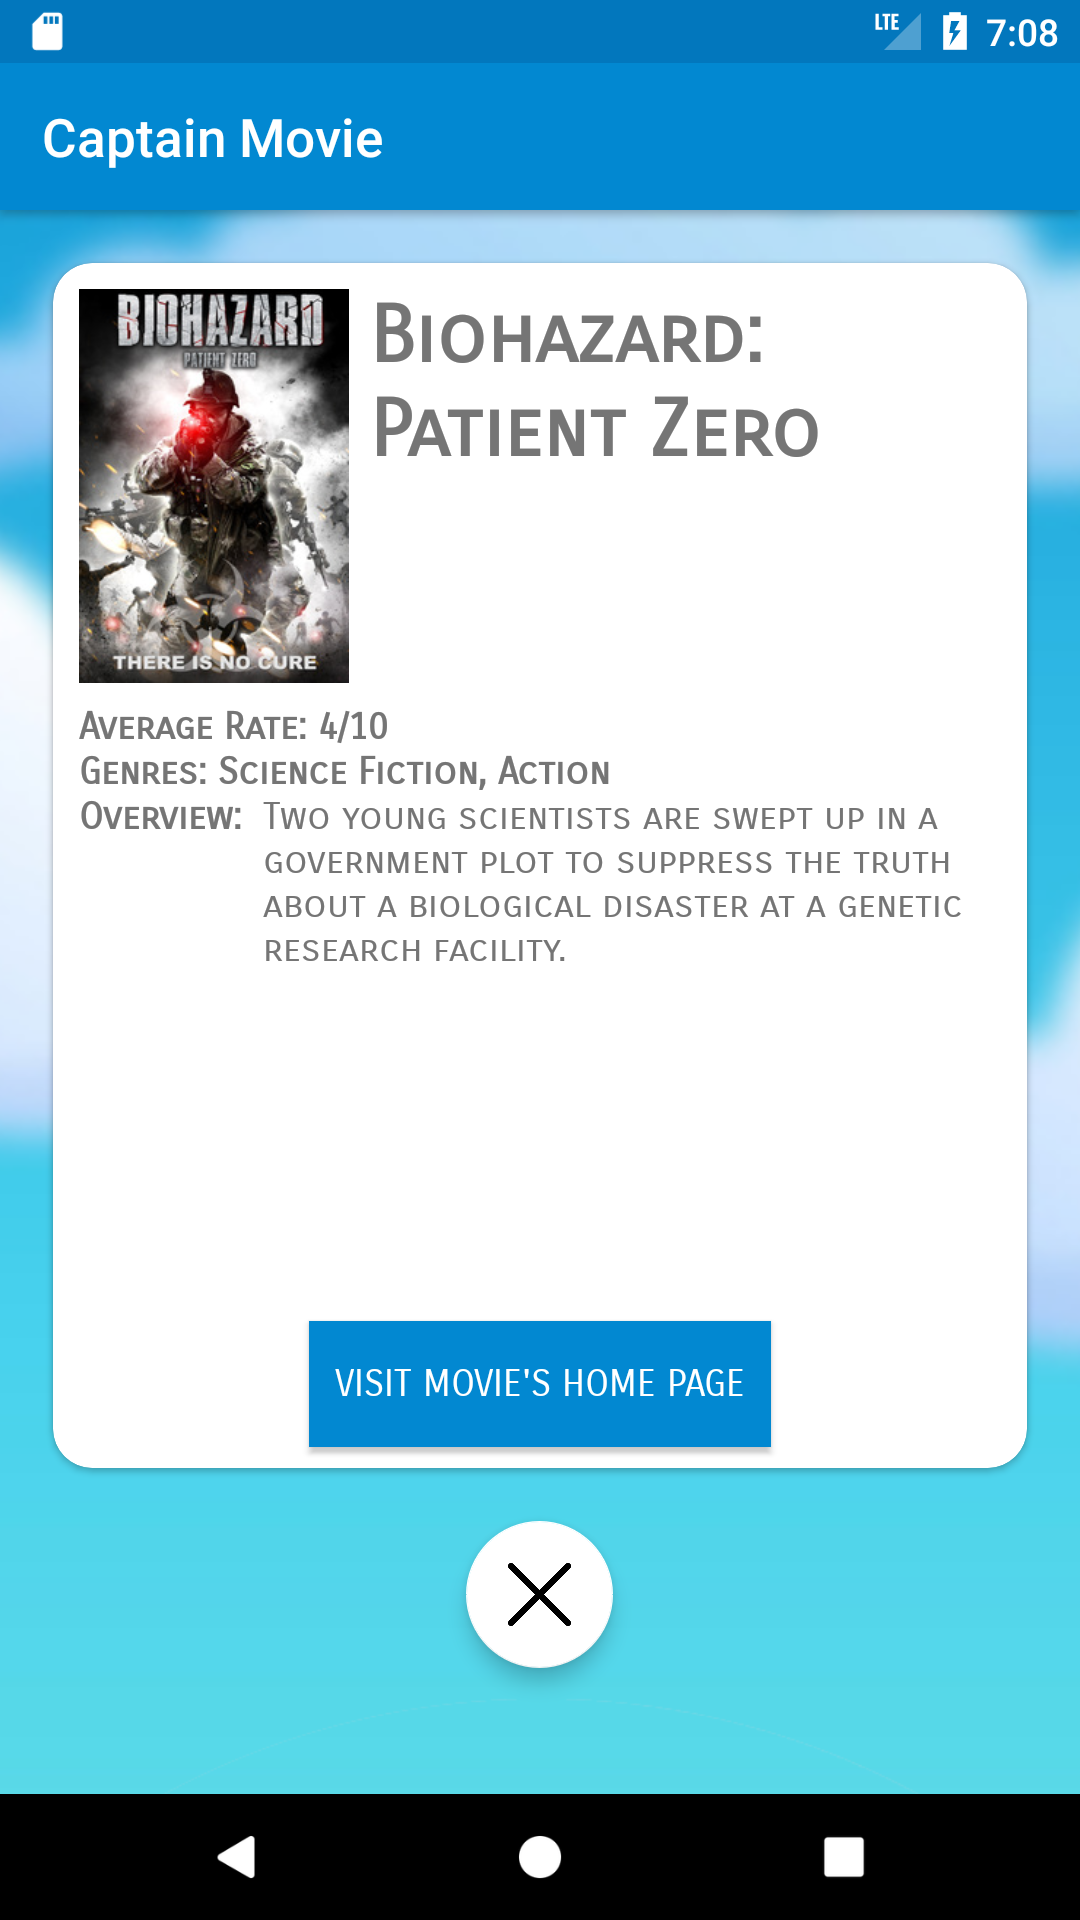 LTE 7:08
Captain Movie
BIOHAZARD
PATIENT ZERO
THERE IS NO CURE
Biohazard:
Patient Zero
Average Rate: 4/10
Genres: Science Fiction, Action
Overview: Two young scientists are swept up in a
government plot to suppress the truth
about a biological disaster at a genetic
research facility.
VISIT MOVIE'S HOME PAGE